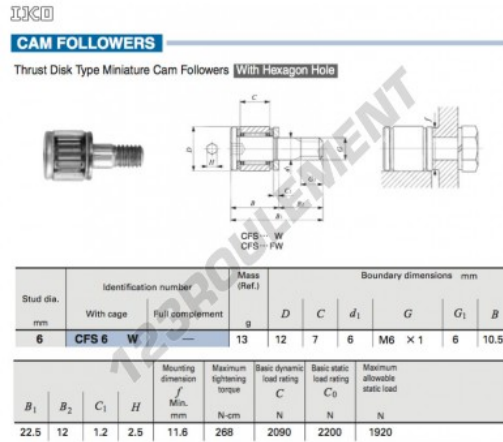 IKO
CAM FOLLOWERS
Thrust Disk Type Miniature Cam Followers With Hexagon Hole
C
D
H
G
B
CFS··· W
CFS··· FW
f
123ROULEMENT
Stud dia.
mm
Identification number
With cage
Full complement
Mass
(Ref.)
g
Boundary dimensions mm
D
C
d1
G
G1
B
6 CFS 6 W — 13 12 7 6 M6 × 1 6 10.5
B1
B2
C1
H
Mounting
dimension
f
Min.
mm
Maximum
tightening
torque
N-cm
Basic dynamic
load rating
C
N
Basic static
load rating
C0
N
Maximum
allowable
static load
N
22.5 12 1.2 2.5 11.6 268 2090 2200 1920